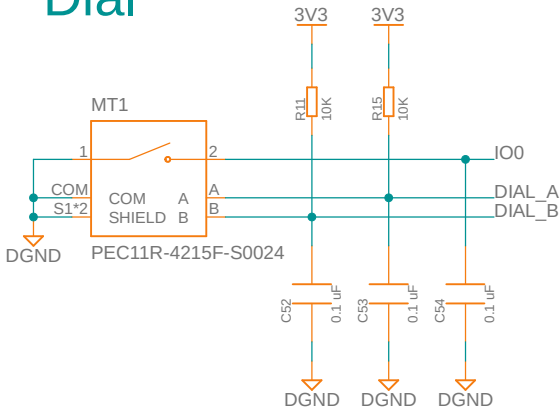 Dial
3V3 3V3
R11 10K R15 10K
MT1
1 2 IO0
COM COM A A DIAL_A
S1*2 SHIELD B B DIAL_B
DGND PEC11R-4215F-S0024
C52 0.1 uF C53 0.1 uF C54 0.1 uF
DGND DGND DGND